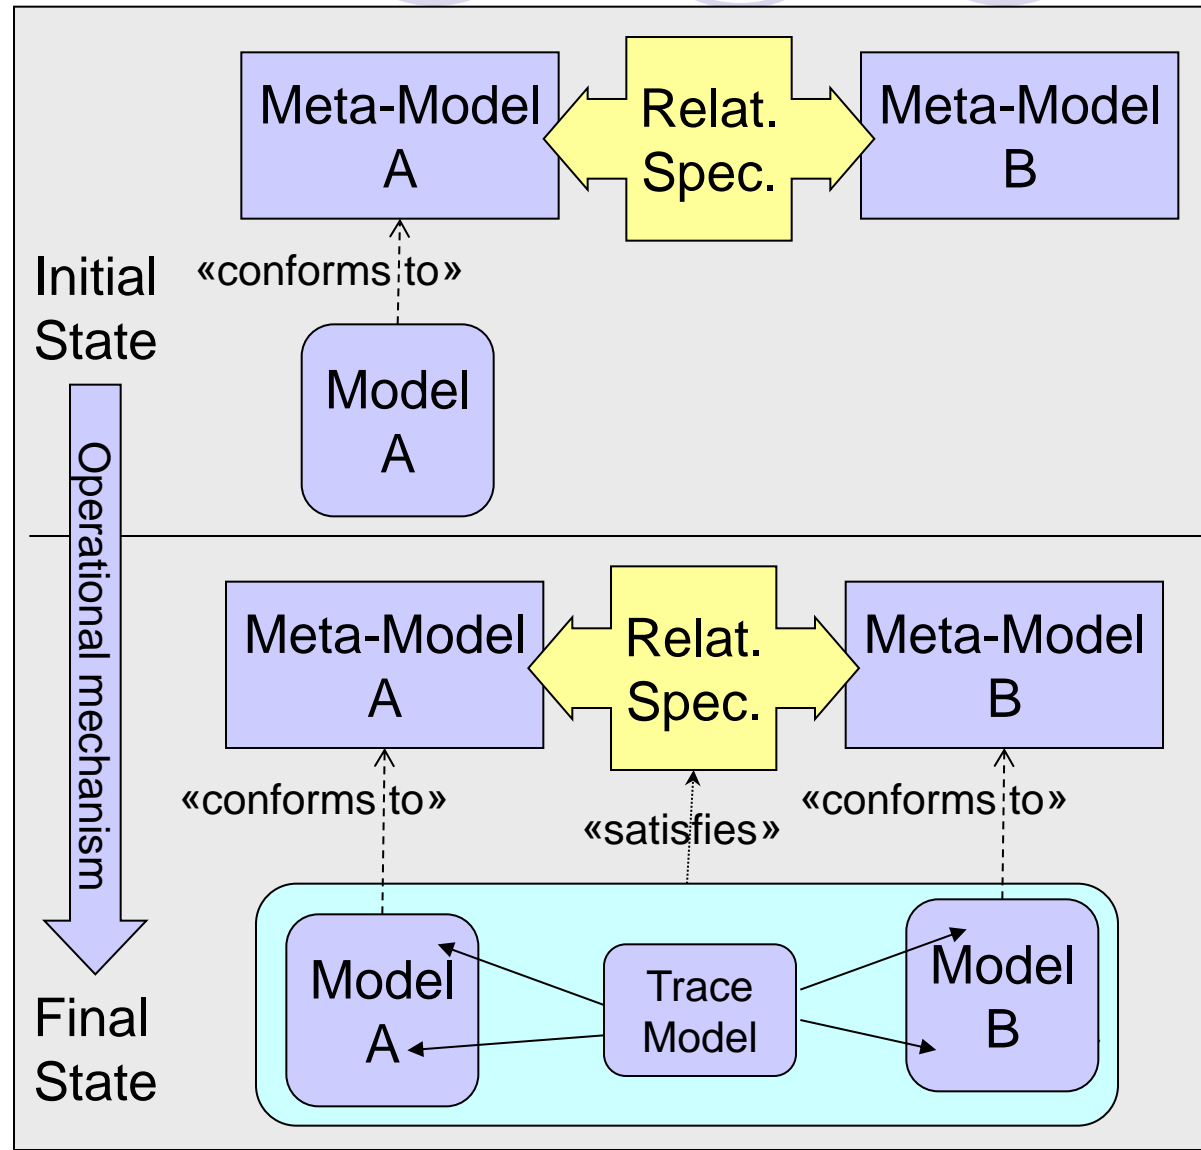 Meta-Model
A
Relat.
Spec.
Meta-Model
B
Initial
State
«conforms to»
Model
A
Operational mechanism
Meta-Model
A
Relat.
Spec.
Meta-Model
B
«conforms to»
«satisfies»
«conforms to»
Model
A
Trace
Model
Model
B
Final
State